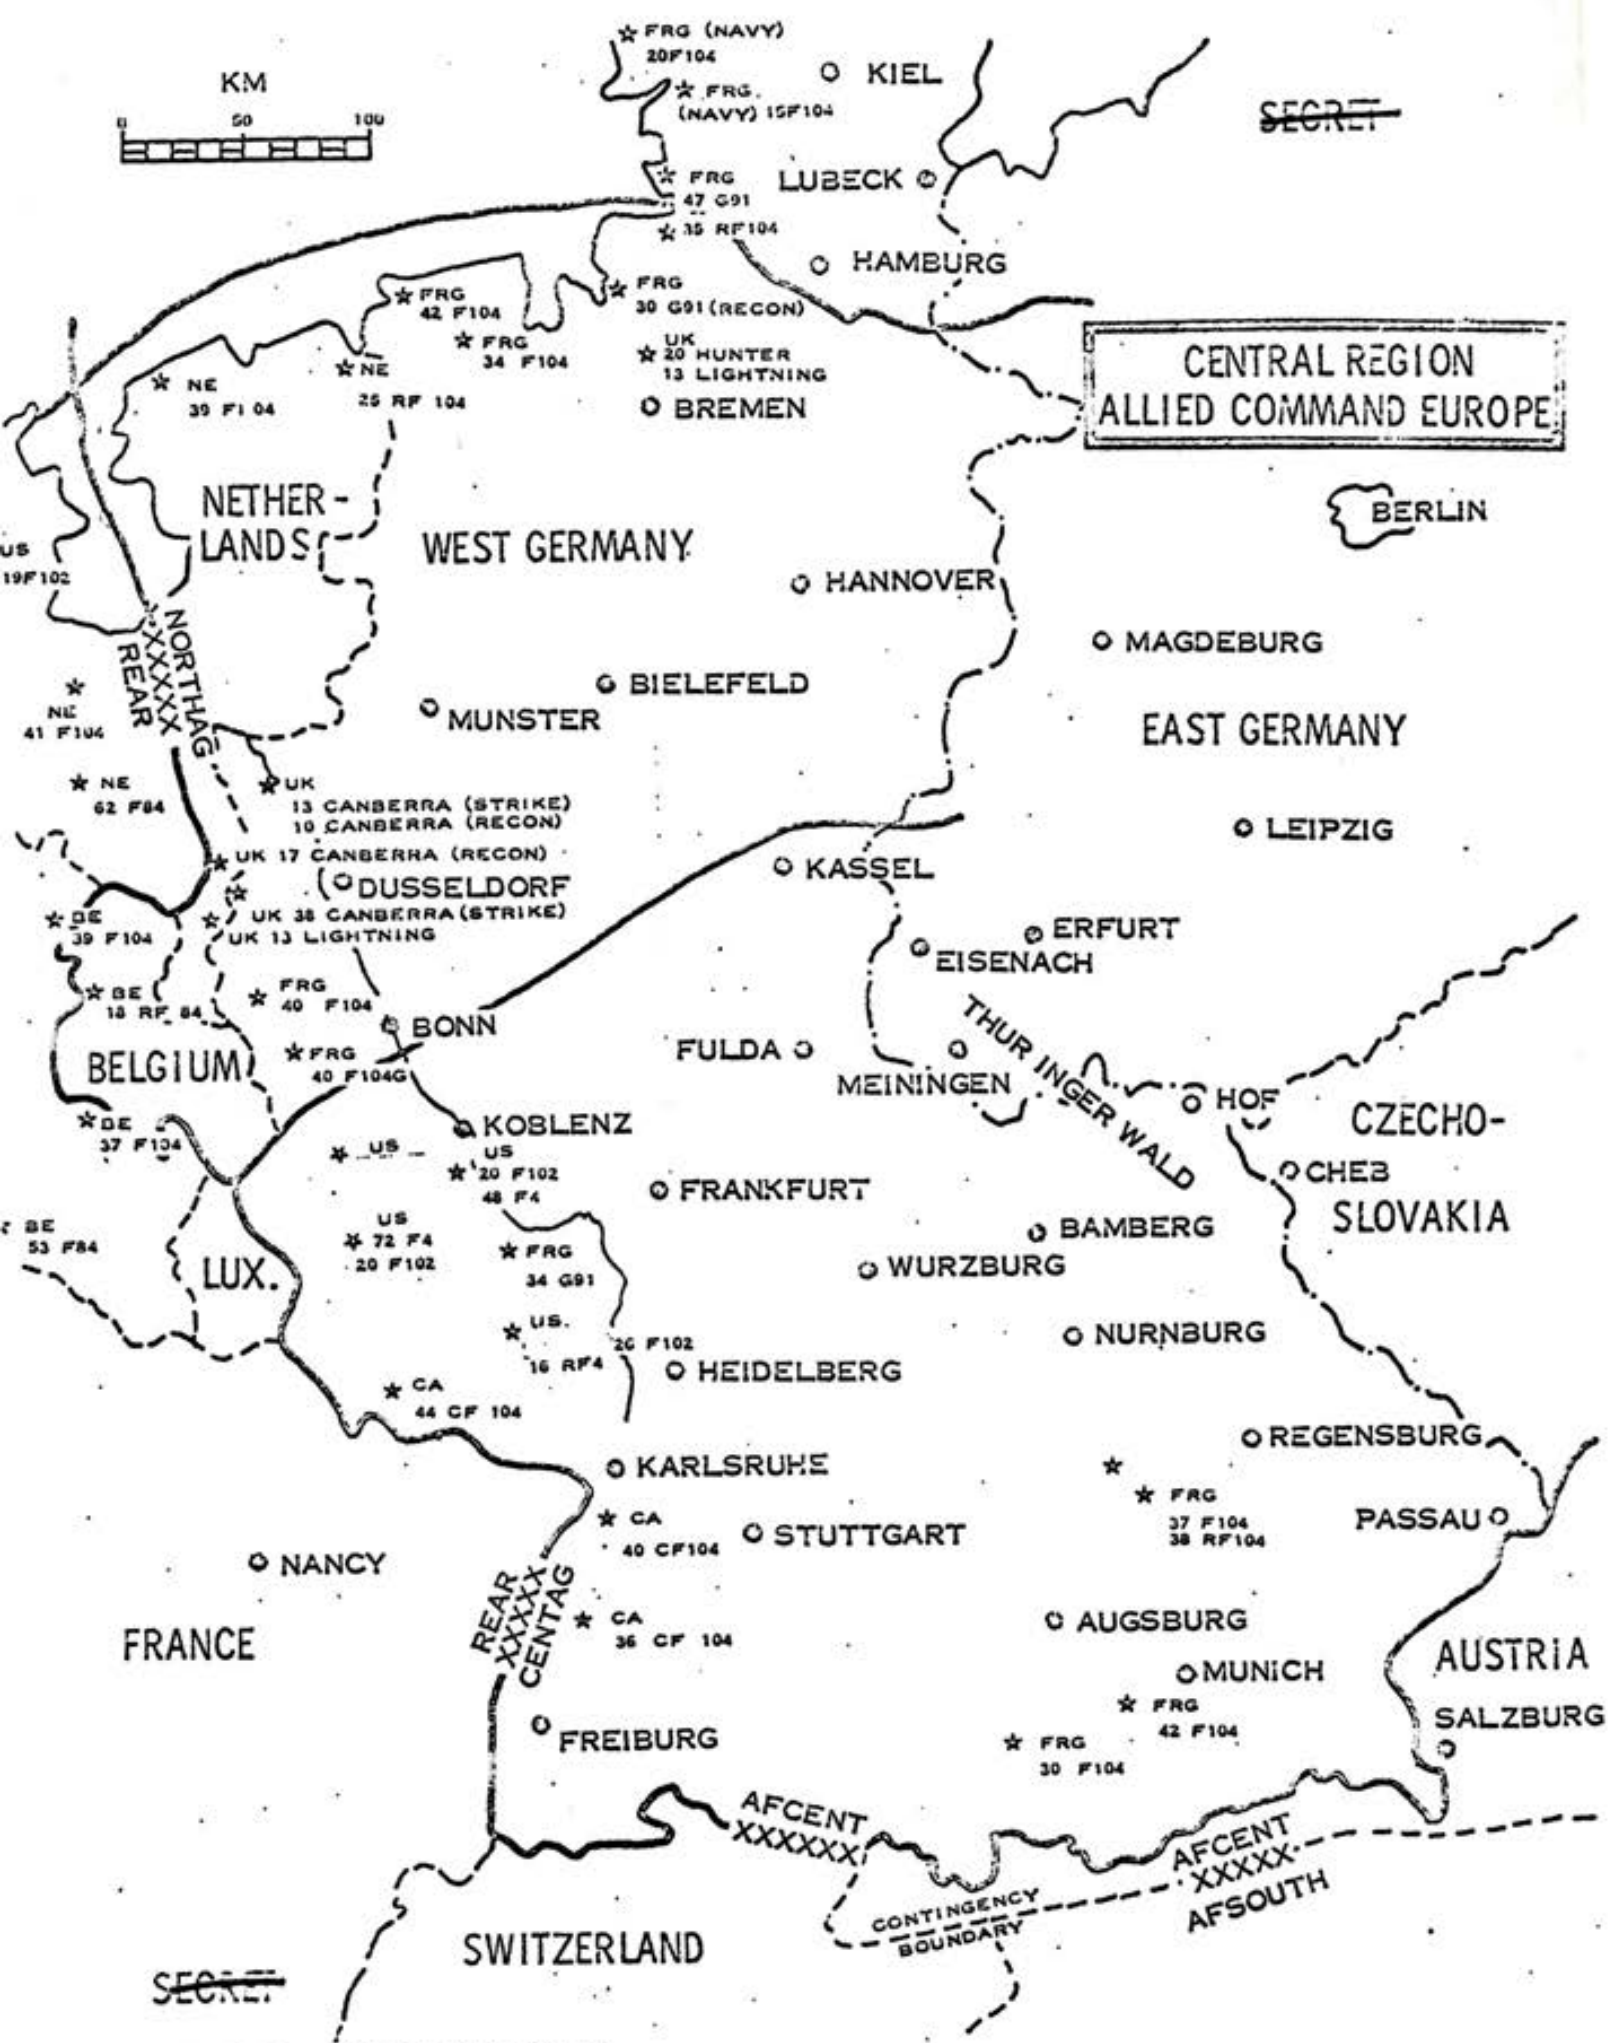 FRG (NAVY)
20F104
KM
0 50 100
KIEL
FRG.
(NAVY) 15F104
SECRET
FRG
47 G91
LUBECK
35 RF104
HAMBURG
FRG
42 F104
FRG
30 G91 (RECON)
FRG
34 F104
UK
20 HUNTER
13 LIGHTNING
CENTRAL REGION
ALLIED COMMAND EUROPE
NE
39 F104
NE
25 RF 104
BREMEN
NETHER-
LANDS
BERLIN
WEST GERMANY
US
19F102
HANNOVER
NORTHAG
XXXXX
REAR
MAGDEBURG
BIELEFELD
MUNSTER
NE
41 F104
EAST GERMANY
NE
62 F84
UK
13 CANBERRA (STRIKE)
10 CANBERRA (RECON)
LEIPZIG
UK 17 CANBERRA (RECON)
KASSEL
DUSSELDORF
BE
39 F104
UK 38 CANBERRA (STRIKE)
UK 13 LIGHTNING
ERFURT
EISENACH
BE
18 RF 84
FRG
40 F104
BONN
THURINGER WALD
BELGIUM
FRG
40 F104G
FULDA
MEININGEN
HOF
CZECHO-
SLOVAKIA
BE
37 F104
KOBLENZ
US
US
20 F102
48 F4
CHEB
FRANKFURT
BE
53 F84
US
72 F4
20 F102
BAMBERG
LUX.
FRG
34 G91
WURZBURG
US.
16 RF4
26 F102
NURNBURG
HEIDELBERG
CA
44 CF 104
REGENSBURG
KARLSRUHE
FRG
37 F104
38 RF104
CA
40 CF104
STUTTGART
PASSAU
NANCY
REAR
XXXXX
CENTAG
CA
36 CF 104
AUGSBURG
FRANCE
MUNICH
AUSTRIA
FRG
42 F104
SALZBURG
FREIBURG
FRG
30 F104
AFCENT
XXXXXX
AFCENT
XXXXX
AFSOUTH
CONTINGENCY
BOUNDARY
SWITZERLAND
SECRET